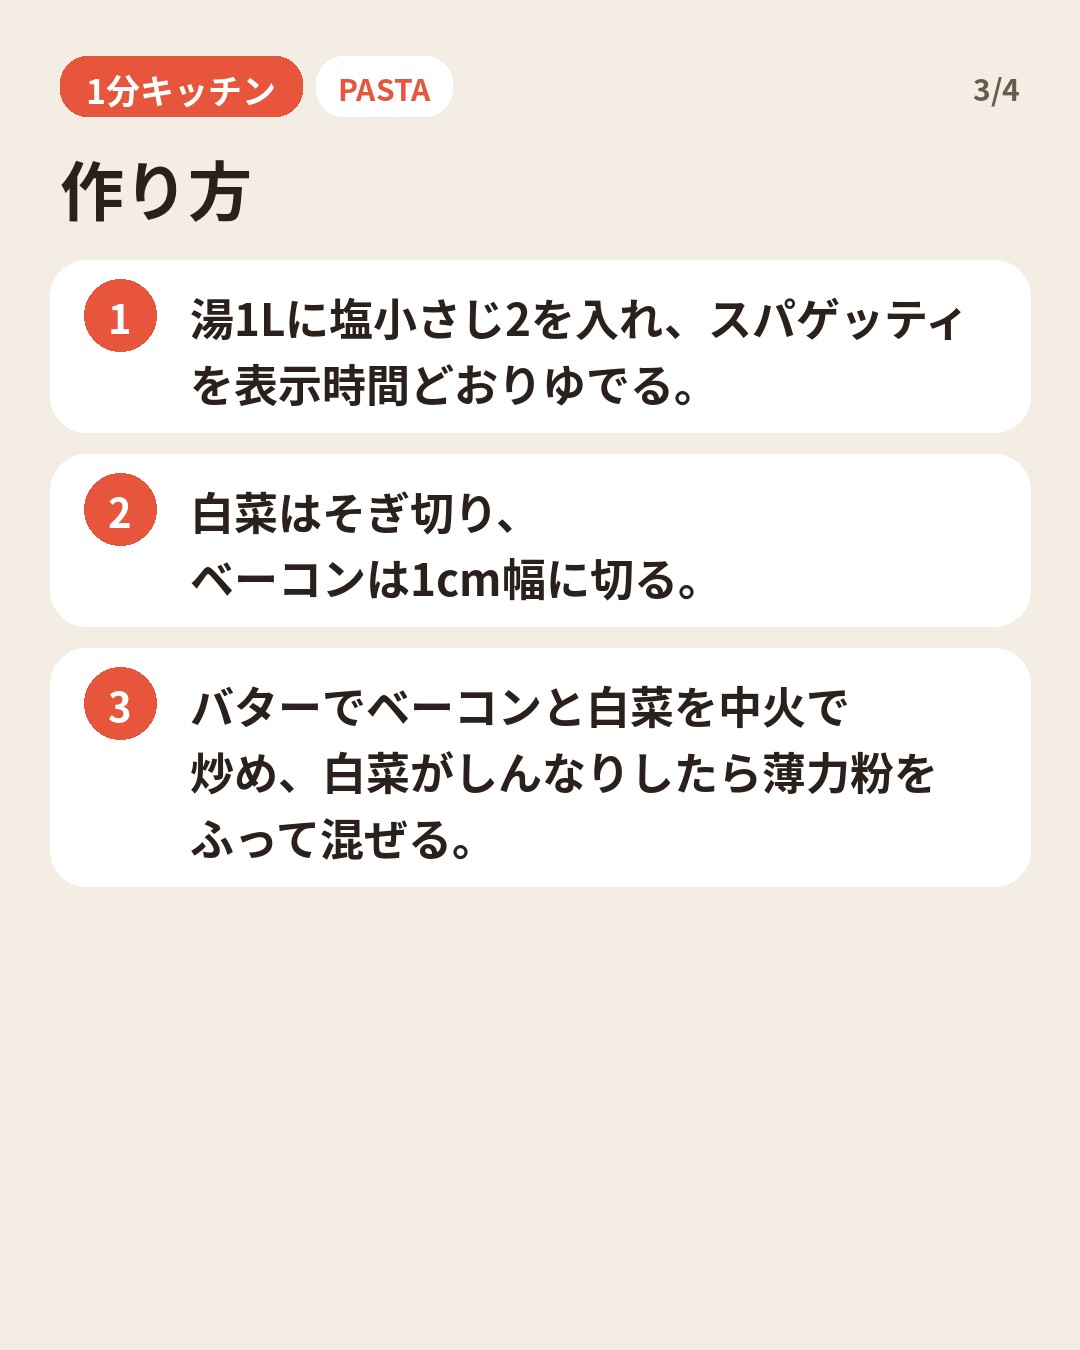 1分キッチン PASTA 3/4
作り方
1 湯1Lに塩小さじ2を入れ、スパゲッティ
を表示時間どおりゆでる。
2 白菜はそぎ切り、
ベーコンは1cm幅に切る。
3 バターでベーコンと白菜を中火で
炒め、白菜がしんなりしたら薄力粉を
ふって混ぜる。